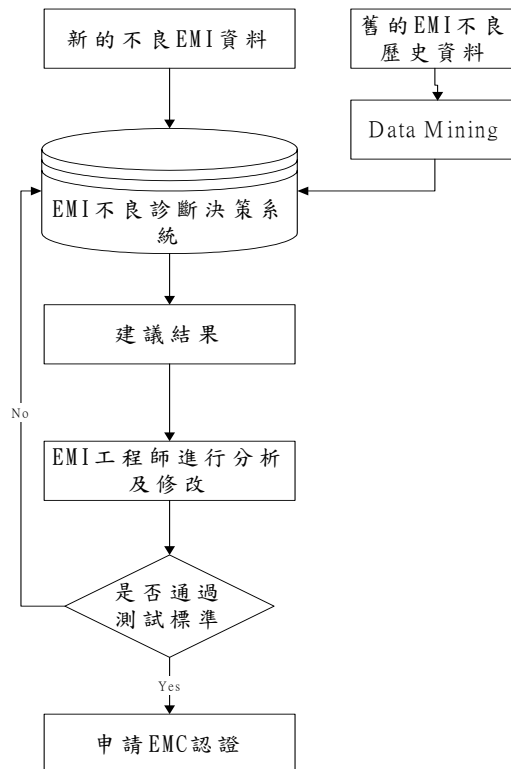 新的不良EMI資料
舊的EMI不良
歷史資料
Data Mining
EMI不良診斷決策系
統
建議結果
No
EMI工程師進行分析
及修改
是否通過
測試標準
Yes
申請EMC認證